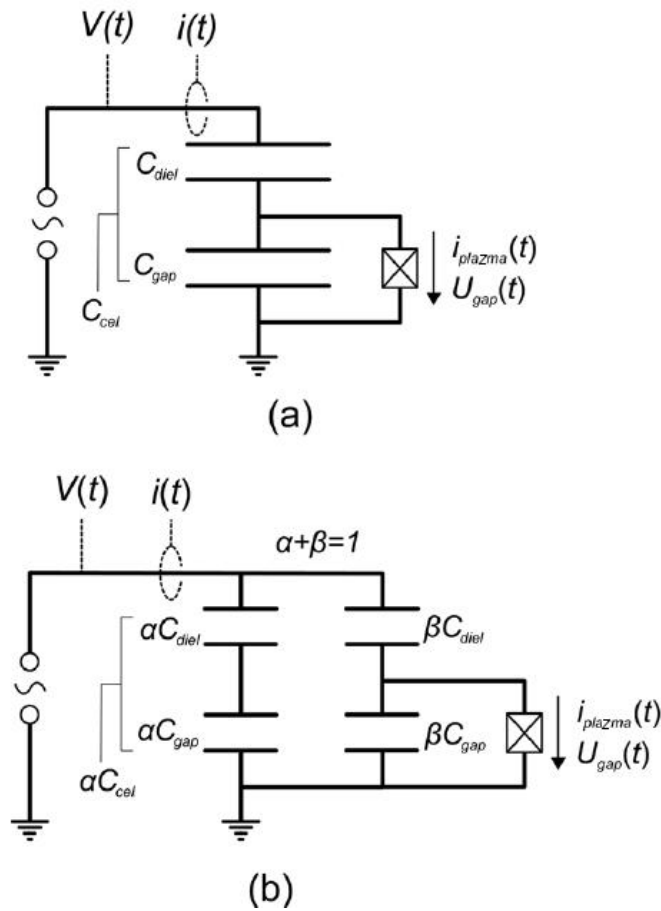 V(t) i(t)
C_diel
C_gap
C_cel
i_plazma(t)
U_gap(t)
(a)
V(t) i(t)
α+β=1
αC_diel βC_diel
αC_gap βC_gap
αC_cel
i_plazma(t)
U_gap(t)
(b)